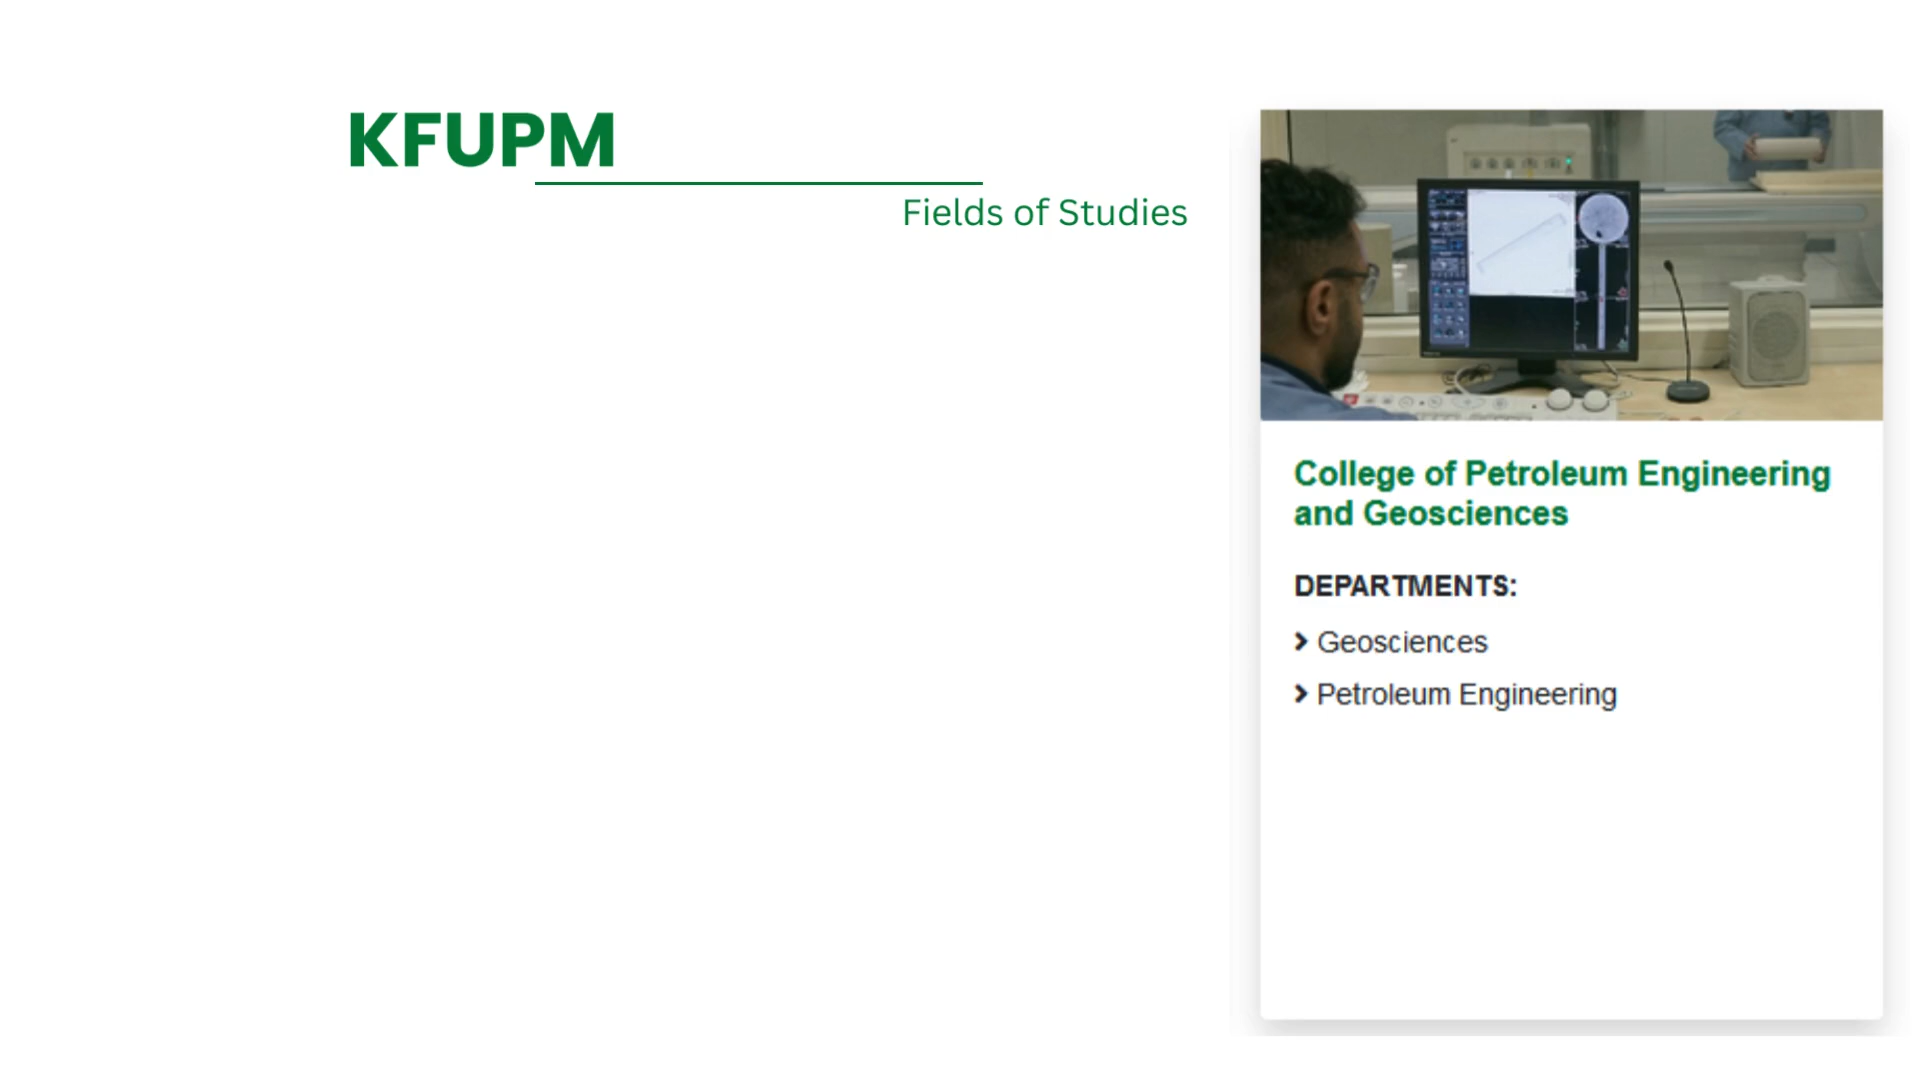 KFUPM
Fields of Studies
College of Petroleum Engineering
and Geosciences
DEPARTMENTS:
Geosciences
Petroleum Engineering